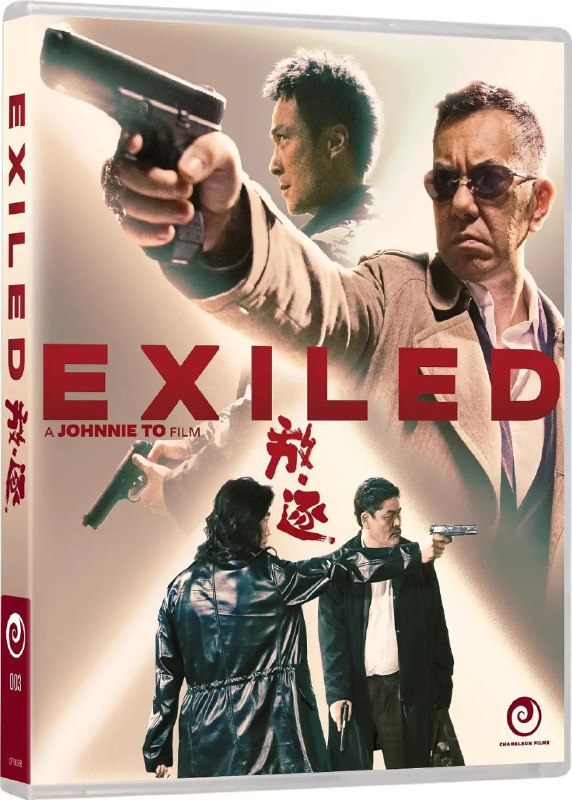 EXILED
A JOHNNIE TO FILM
放·逐
CHAMELEON FILMS
EXILED 放·逐
003